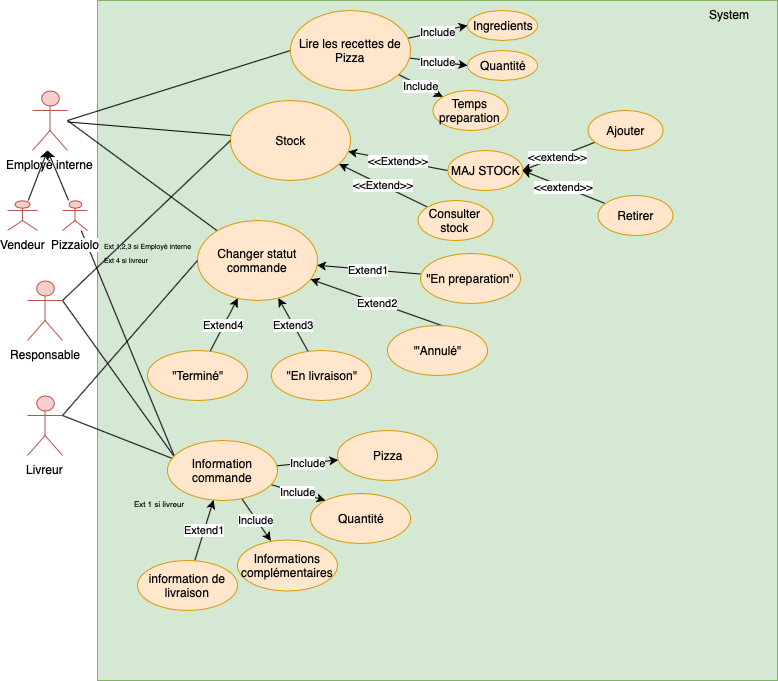 System
Lire les recettes de
Pizza
Include
Ingredients
Include
Quantité
Include
Temps
preparation
Employé interne
Stock
<<Extend>>
MAJ STOCK
<<extend>>
Ajouter
<<extend>>
Retirer
<<Extend>>
Consulter
stock
Vendeur
Pizzaiolo
Ext 1,2,3 si Employé interne
Ext 4 si livreur
Changer statut
commande
Extend1
"En preparation"
Extend2
"'Annulé"
Extend3
"En livraison"
Extend4
"Terminé"
Responsable
Livreur
Information
commande
Include
Pizza
Include
Quantité
Include
Informations
complémentaires
Ext 1 si livreur
Extend1
information de
livraison